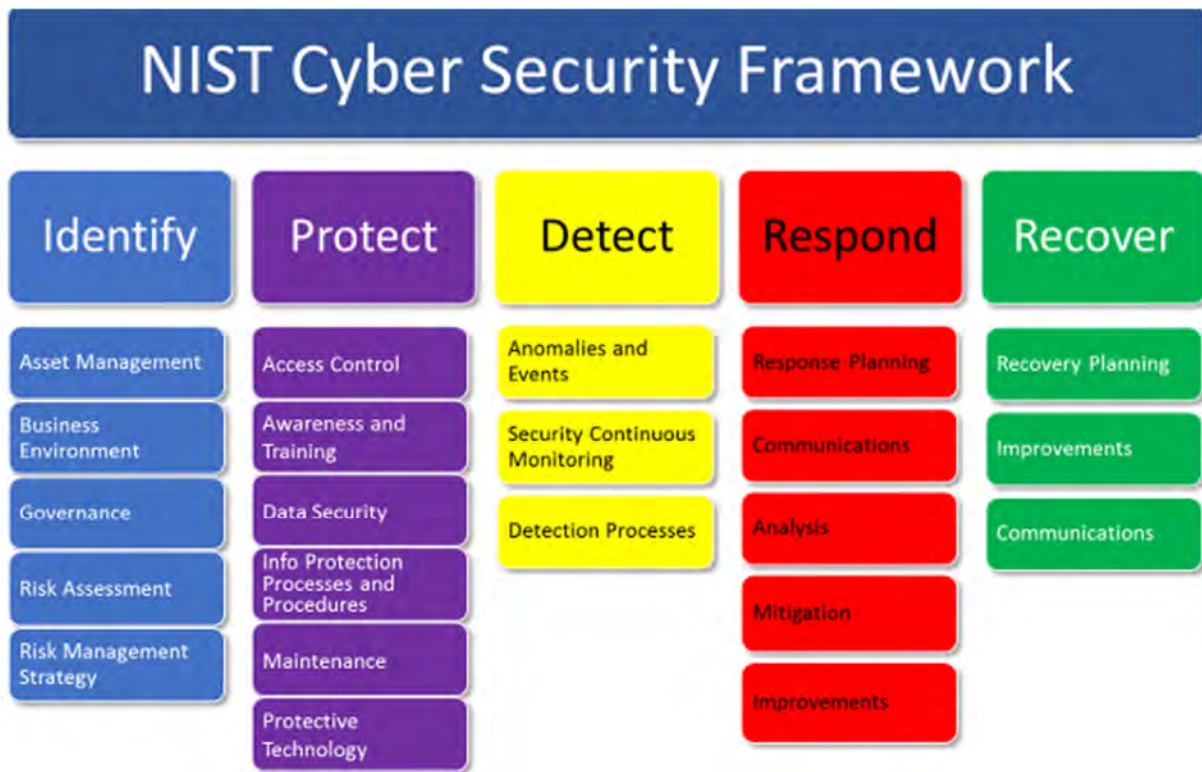 NIST Cyber Security Framework
Identify
Protect
Detect
Respond
Recover
Asset Management
Business
Environment
Governance
Risk Assessment
Risk Management
Strategy
Access Control
Awareness and
Training
Data Security
Info Protection
Processes and
Procedures
Maintenance
Protective
Technology
Anomalies and
Events
Security Continuous
Monitoring
Detection Processes
Response Planning
Communications
Analysis
Mitigation
Improvements
Recovery Planning
Improvements
Communications